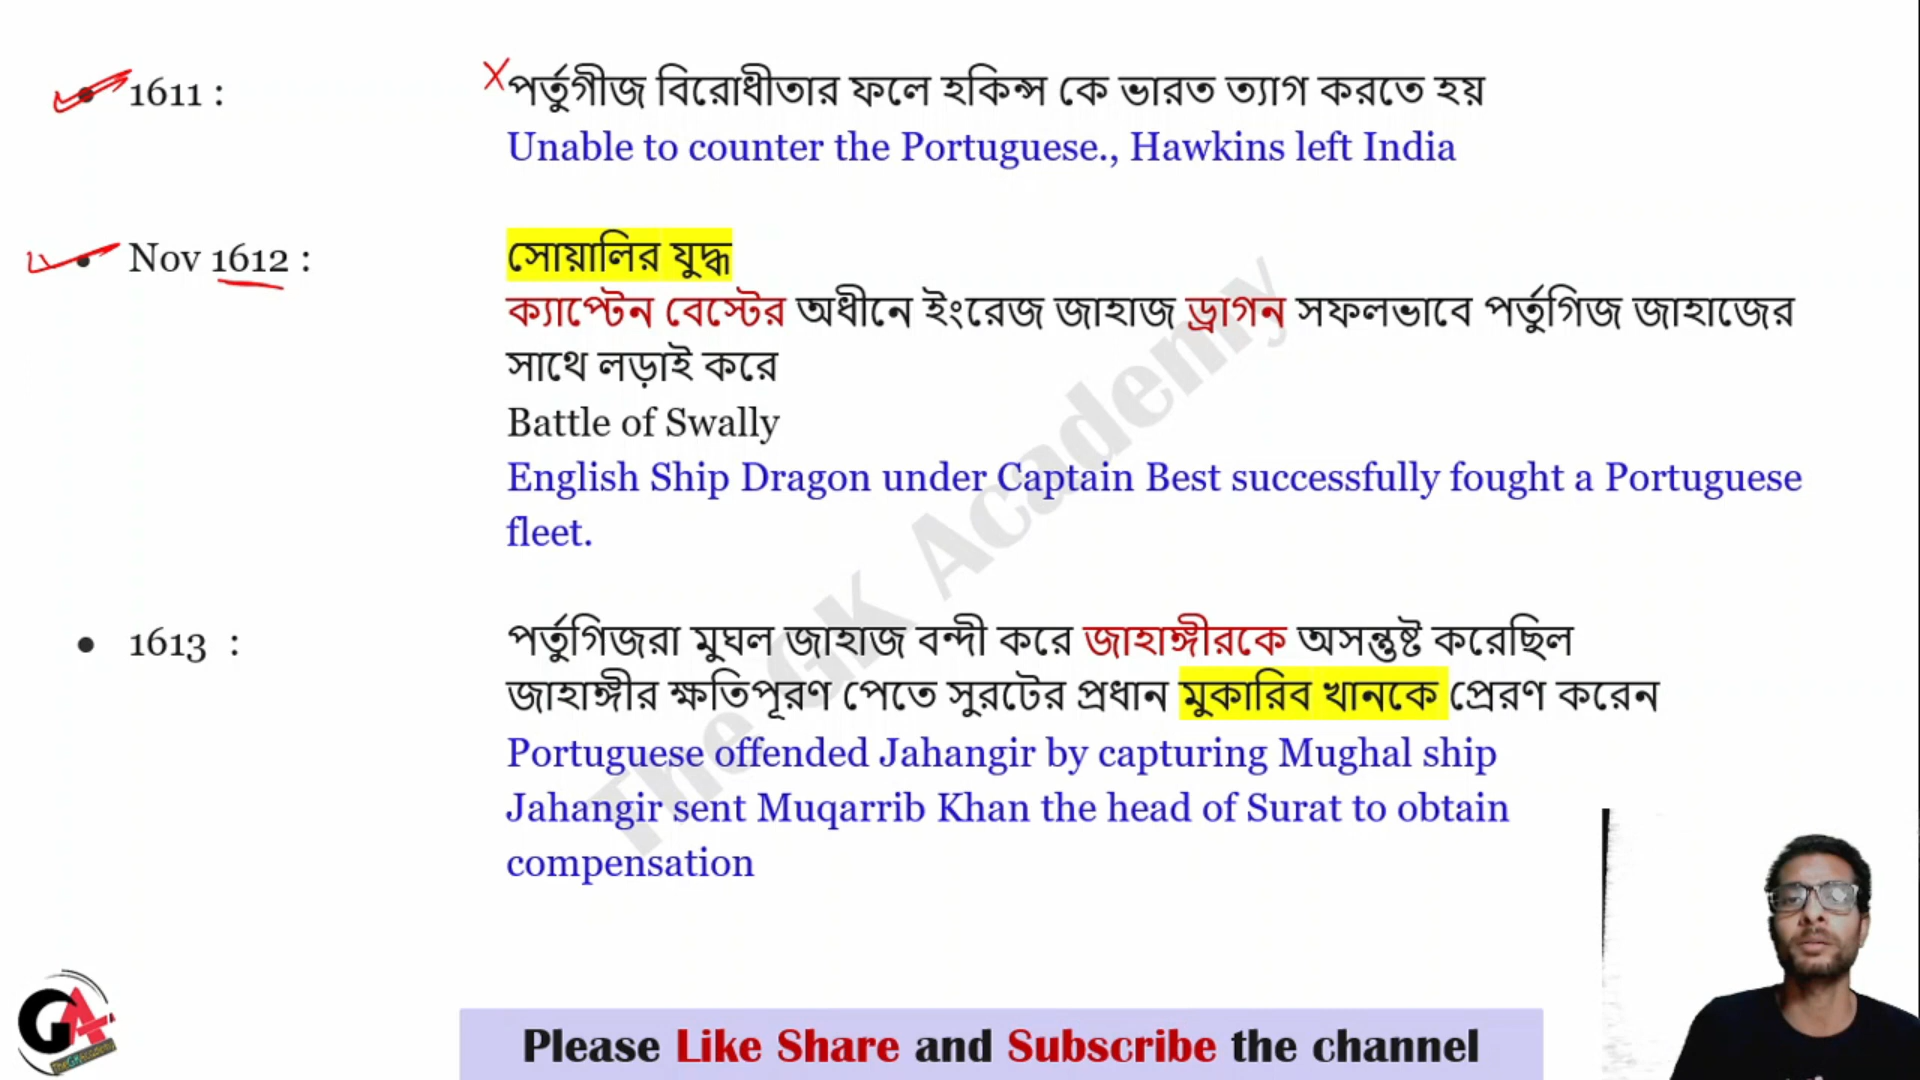 1611 :
পর্তুগীজ বিরোধীতার ফলে হকিন্স কে ভারত ত্যাগ করতে হয়
Unable to counter the Portuguese., Hawkins left India
Nov 1612 :
সোয়ালির যুদ্ধ
ক্যাপ্টেন বেস্টের অধীনে ইংরেজ জাহাজ ড্রাগন সফলভাবে পর্তুগিজ জাহাজের
সাথে লড়াই করে
Battle of Swally
English Ship Dragon under Captain Best successfully fought a Portuguese
fleet.
1613 :
পর্তুগিজরা মুঘল জাহাজ বন্দী করে জাহাঙ্গীরকে অসন্তুষ্ট করেছিল
জাহাঙ্গীর ক্ষতিপূরণ পেতে সুরটের প্রধান মুকারিব খানকে প্রেরণ করেন
Portuguese offended Jahangir by capturing Mughal ship
Jahangir sent Muqarrib Khan the head of Surat to obtain
compensation
The GK Academy
GA
The GK Academy
Please Like Share and Subscribe the channel